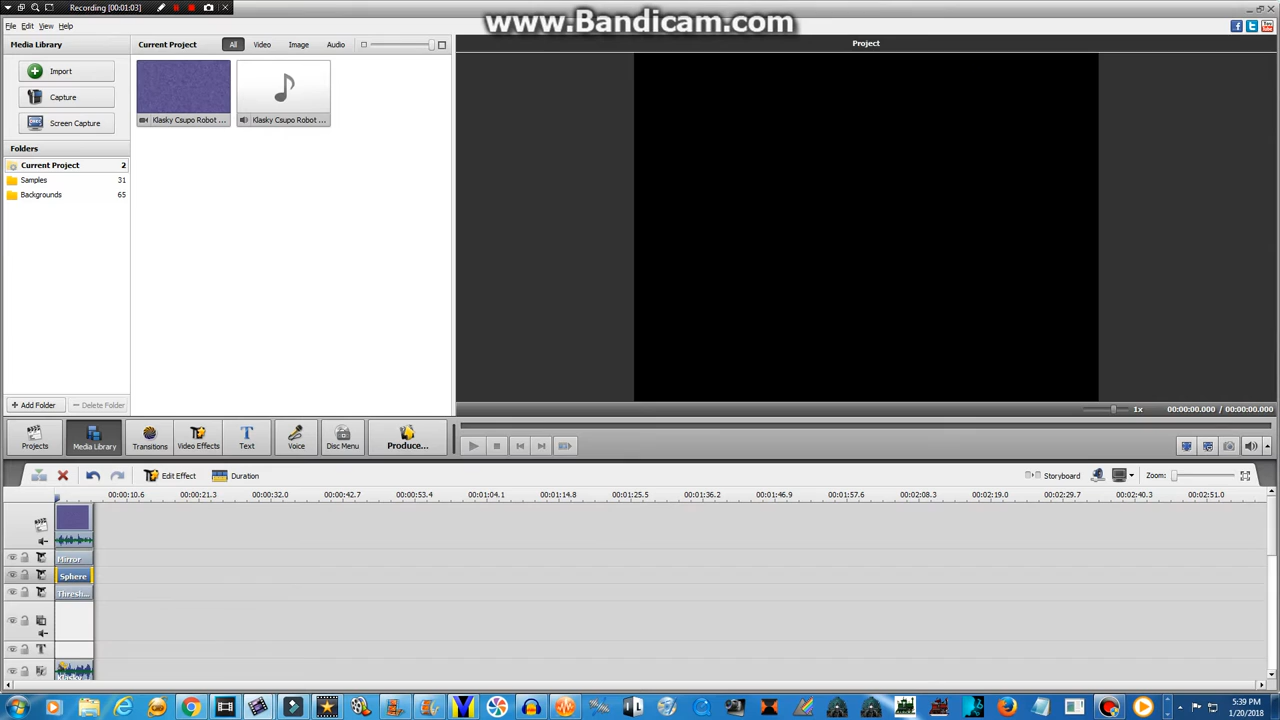 Recording [00:01:03]
www.Bandicam.com
File Edit View Help
Media Library
Current Project All Video Image Audio
Project
Import
Capture
Screen Capture
Klasky Csupo Robot ... Klasky Csupo Robot ...
Folders
Current Project 2
Samples 31
Backgrounds 65
Add Folder Delete Folder
1x 00:00:00.000 / 00:00:00.000
Projects Media Library Transitions Video Effects Text Voice Disc Menu Produce...
Edit Effect Duration Storyboard Zoom:
00:00:10.6 00:00:21.3 00:00:32.0 00:00:42.7 00:00:53.4 00:01:04.1 00:01:14.8 00:01:25.5 00:01:36.2 00:01:46.9 00:01:57.6 00:02:08.3 00:02:19.0 00:02:29.7 00:02:40.3 00:02:51.0
Mirror
Sphere
Thresh...
Klasky
5:39 PM
1/20/2018